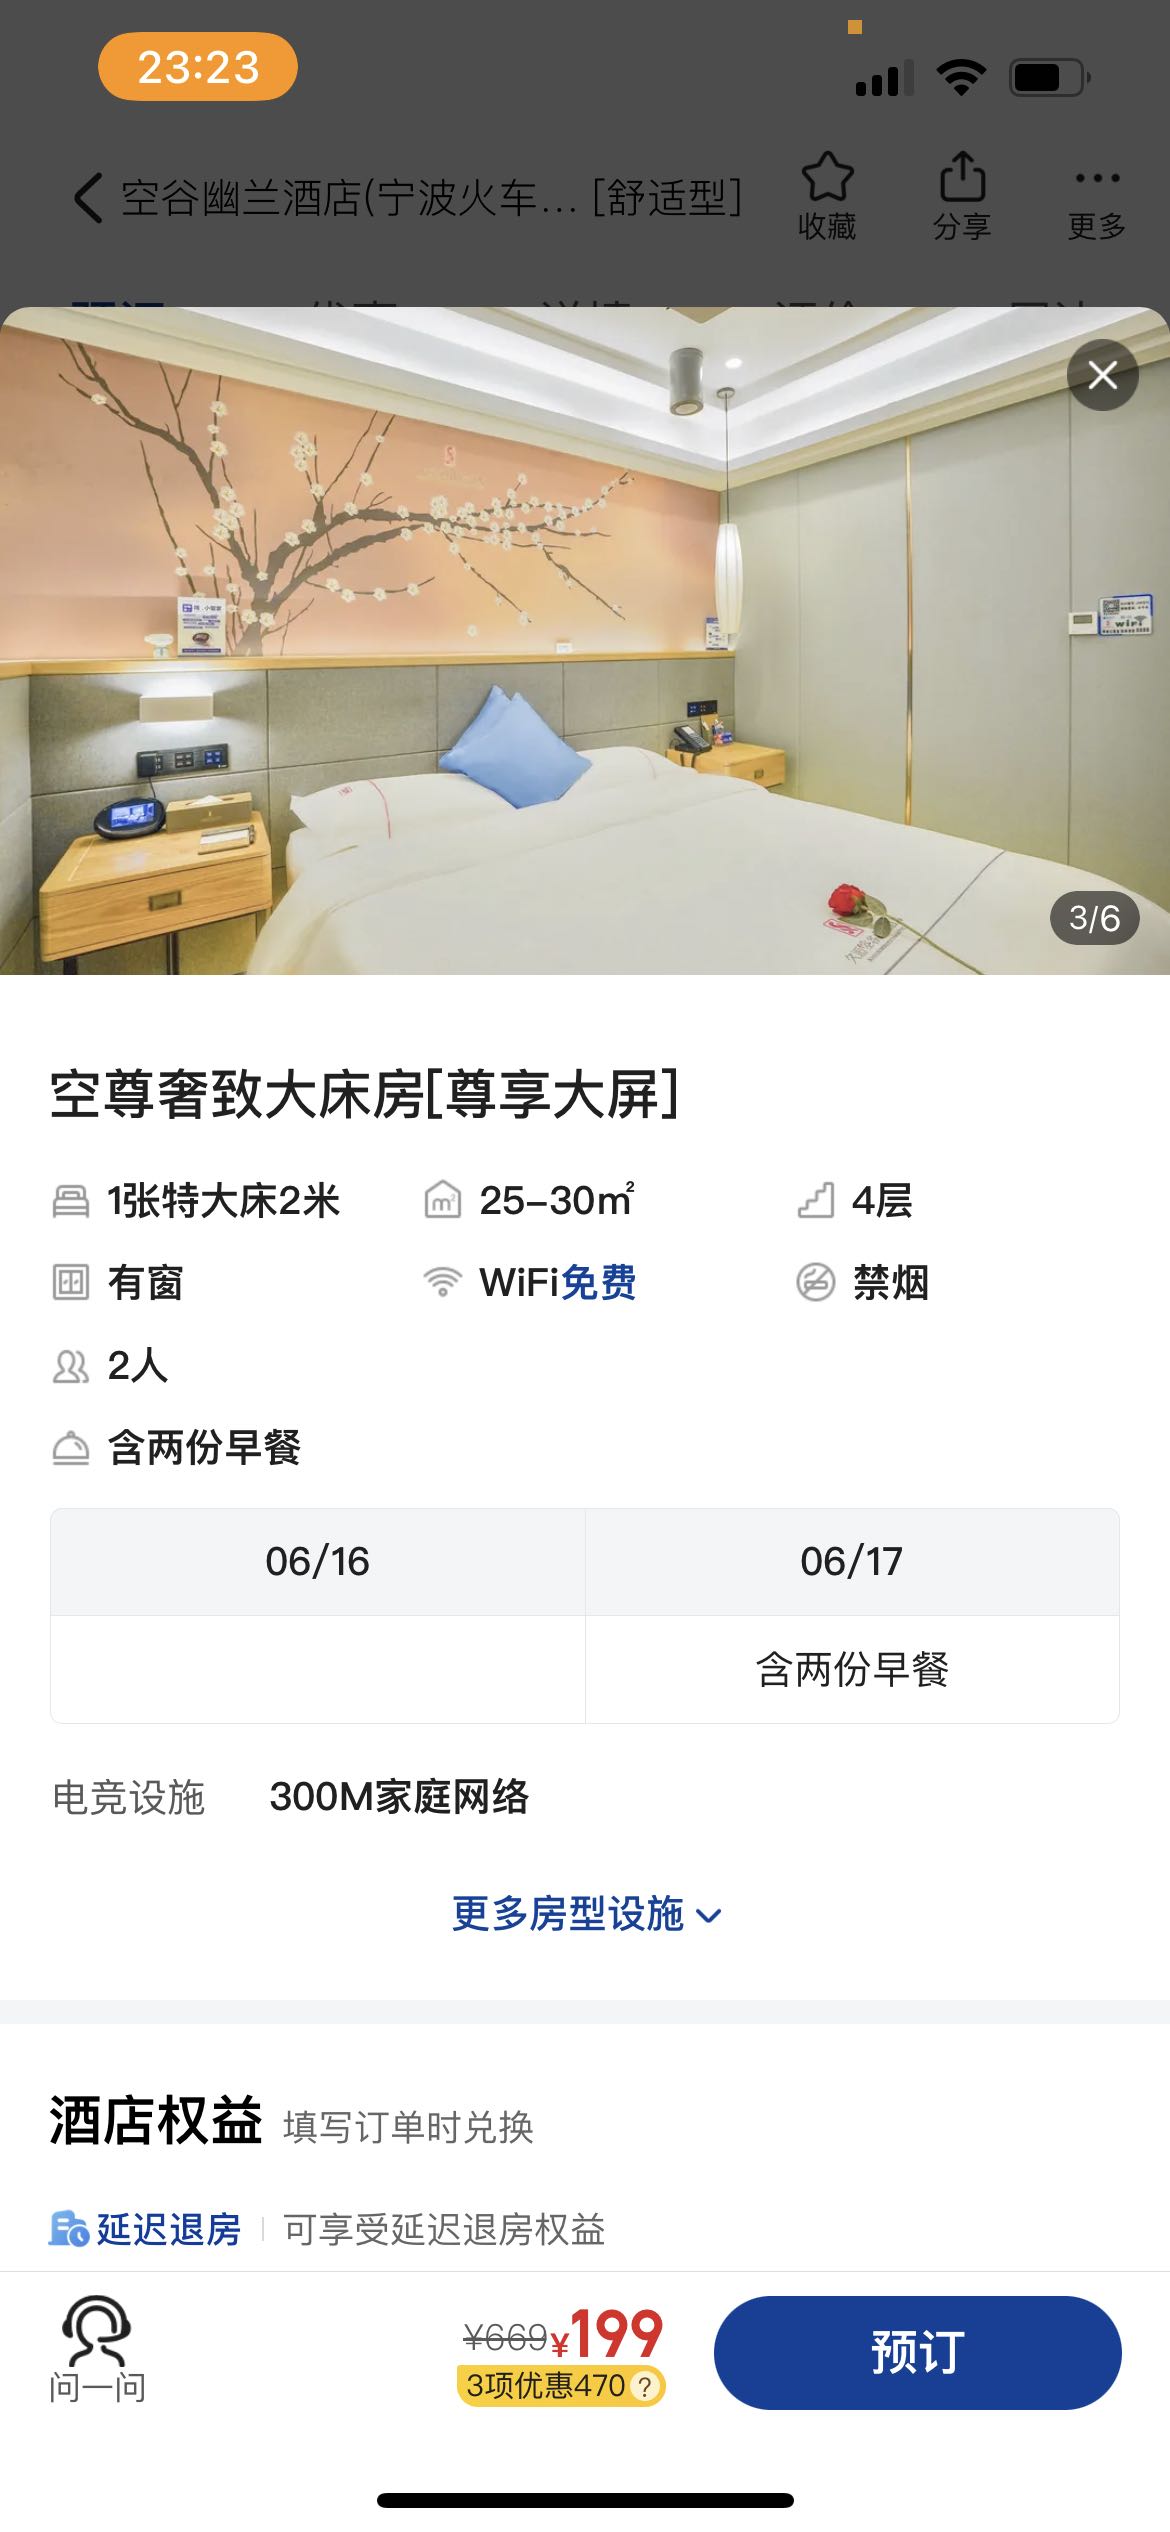 23:23
空谷幽兰酒店(宁波火车... [舒适型]
收藏
分享
更多
WiFi
3/6
空尊奢致大床房[尊享大屏]
1张特大床2米
25-30㎡
4层
有窗
WiFi免费
禁烟
2人
含两份早餐
06/16
06/17
含两份早餐
电竞设施
300M家庭网络
更多房型设施
酒店权益
填写订单时兑换
延迟退房
可享受延迟退房权益
问一问
¥669
¥199
3项优惠470 ?
预订